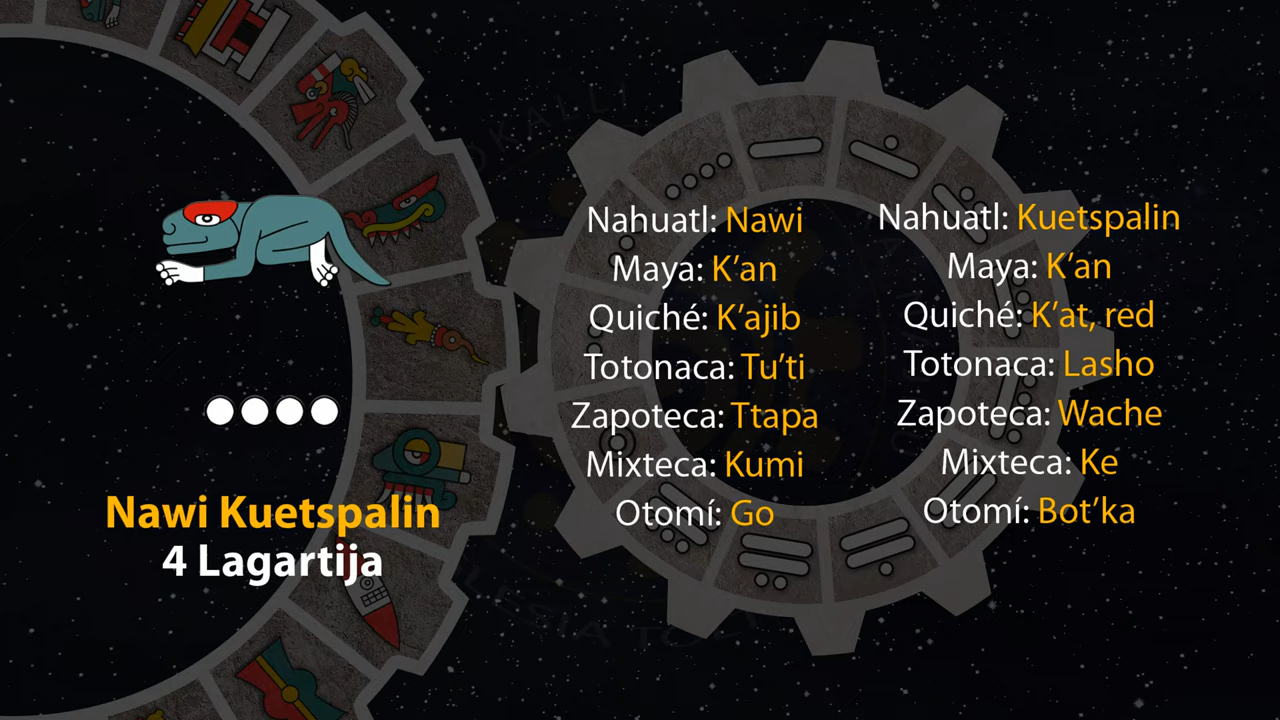 Nawi Kuetspalin
4 Lagartija
Nahuatl: Nawi
Maya: K’an
Quiché: K’ajib
Totonaca: Tu’ti
Zapoteca: Ttapa
Mixteca: Kumi
Otomí: Go
Nahuatl: Kuetspalin
Maya: K’an
Quiché: K’at, red
Totonaca: Lasho
Zapoteca: Wache
Mixteca: Ke
Otomí: Bot’ka